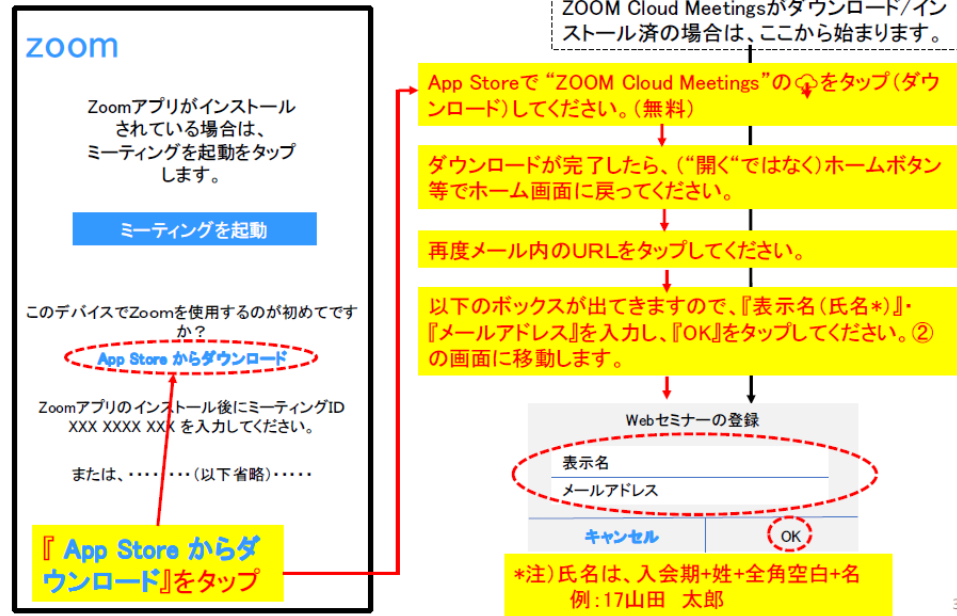 zoom
Zoomアプリがインストール
されている場合は、
ミーティングを起動をタップ
します。
ミーティングを起動
このデバイスでZoomを使用するのが初めてです
か?
App Store からダウンロード
Zoomアプリのインストール後にミーティングID
XXX XXXX XXX を入力してください。
または、・・・・・・・・(以下省略)・・・・・
『 App Store からダ
ウンロード』をタップ
ZOOM Cloud Meetingsがダウンロード/イン
ストール済の場合は、ここから始まります。
App Storeで “ZOOM Cloud Meetings”の をタップ(ダウ
ンロード)してください。(無料)
ダウンロードが完了したら、(“開く“ではなく)ホームボタン
等でホーム画面に戻ってください。
再度メール内のURLをタップしてください。
以下のボックスが出てきますので、『表示名(氏名*)』・
『メールアドレス』を入力し、『OK』をタップしてください。②
の画面に移動します。
Webセミナーの登録
表示名
メールアドレス
キャンセル
OK
*注)氏名は、入会期+姓+全角空白+名
例:17山田 太郎